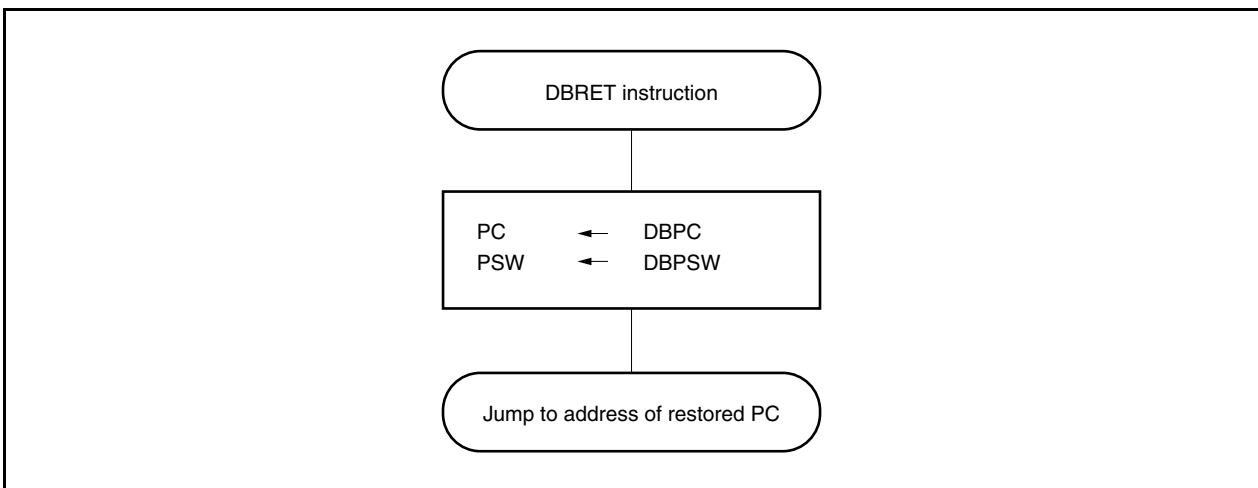 DBRET instruction
PC ← DBPC
PSW ← DBPSW
Jump to address of restored PC